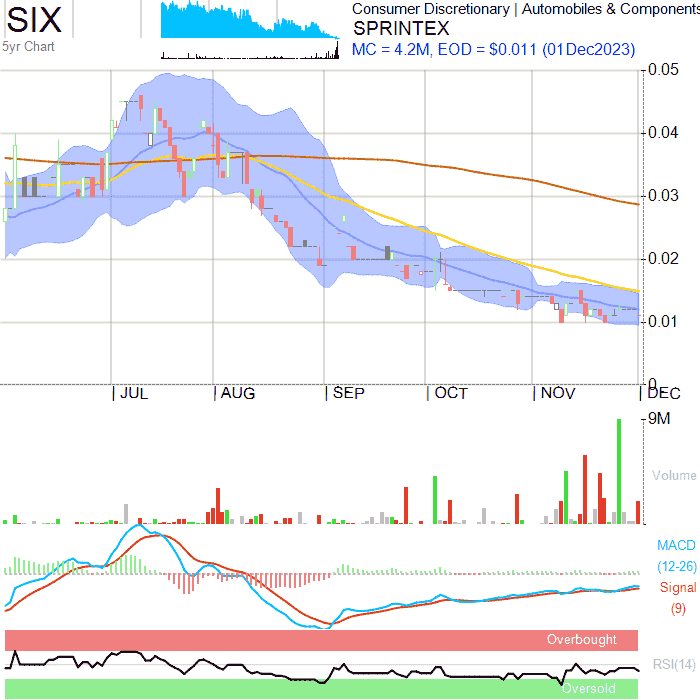 SIX
5yr Chart
Consumer Discretionary | Automobiles & Components
SPRINTEX
MC = 4.2M, EOD = $0.011 (01Dec2023)
0.05
0.04
0.03
0.02
0.01
0
JUL AUG SEP OCT NOV DEC
9M
Volume
MACD
(12-26)
Signal
(9)
Overbought
RSI(14)
Oversold